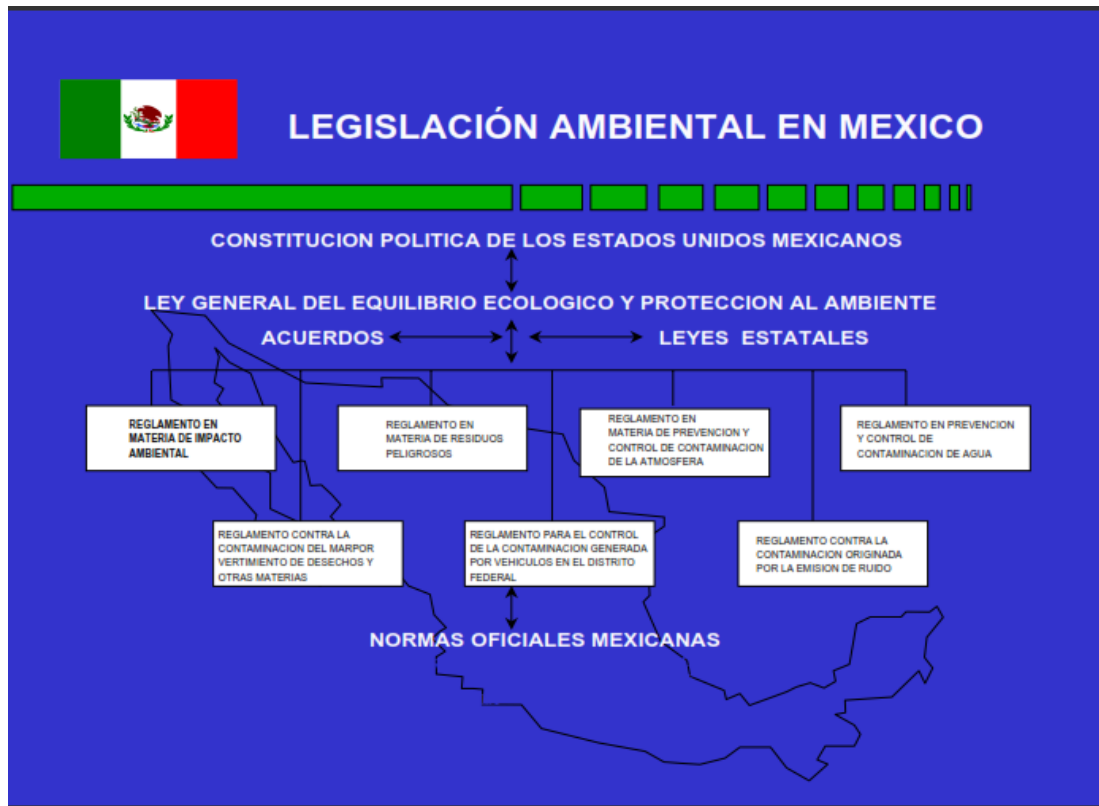 LEGISLACIÓN AMBIENTAL EN MEXICO
CONSTITUCION POLITICA DE LOS ESTADOS UNIDOS MEXICANOS
LEY GENERAL DEL EQUILIBRIO ECOLOGICO Y PROTECCION AL AMBIENTE
ACUERDOS
LEYES ESTATALES
REGLAMENTO EN
MATERIA DE IMPACTO
AMBIENTAL
REGLAMENTO EN
MATERIA DE RESIDUOS
PELIGROSOS
REGLAMENTO EN
MATERIA DE PREVENCION Y
CONTROL DE CONTAMINACION
DE LA ATMOSFERA
REGLAMENTO EN PREVENCION
Y CONTROL DE
CONTAMINACION DE AGUA
REGLAMENTO CONTRA LA
CONTAMINACION DEL MARPOR
VERTIMIENTO DE DESECHOS Y
OTRAS MATERIAS
REGLAMENTO PARA EL CONTROL
DE LA CONTAMINACION GENERADA
POR VEHICULOS EN EL DISTRITO
FEDERAL
REGLAMENTO CONTRA LA
CONTAMINACION ORIGINADA
POR LA EMISION DE RUIDO
NORMAS OFICIALES MEXICANAS